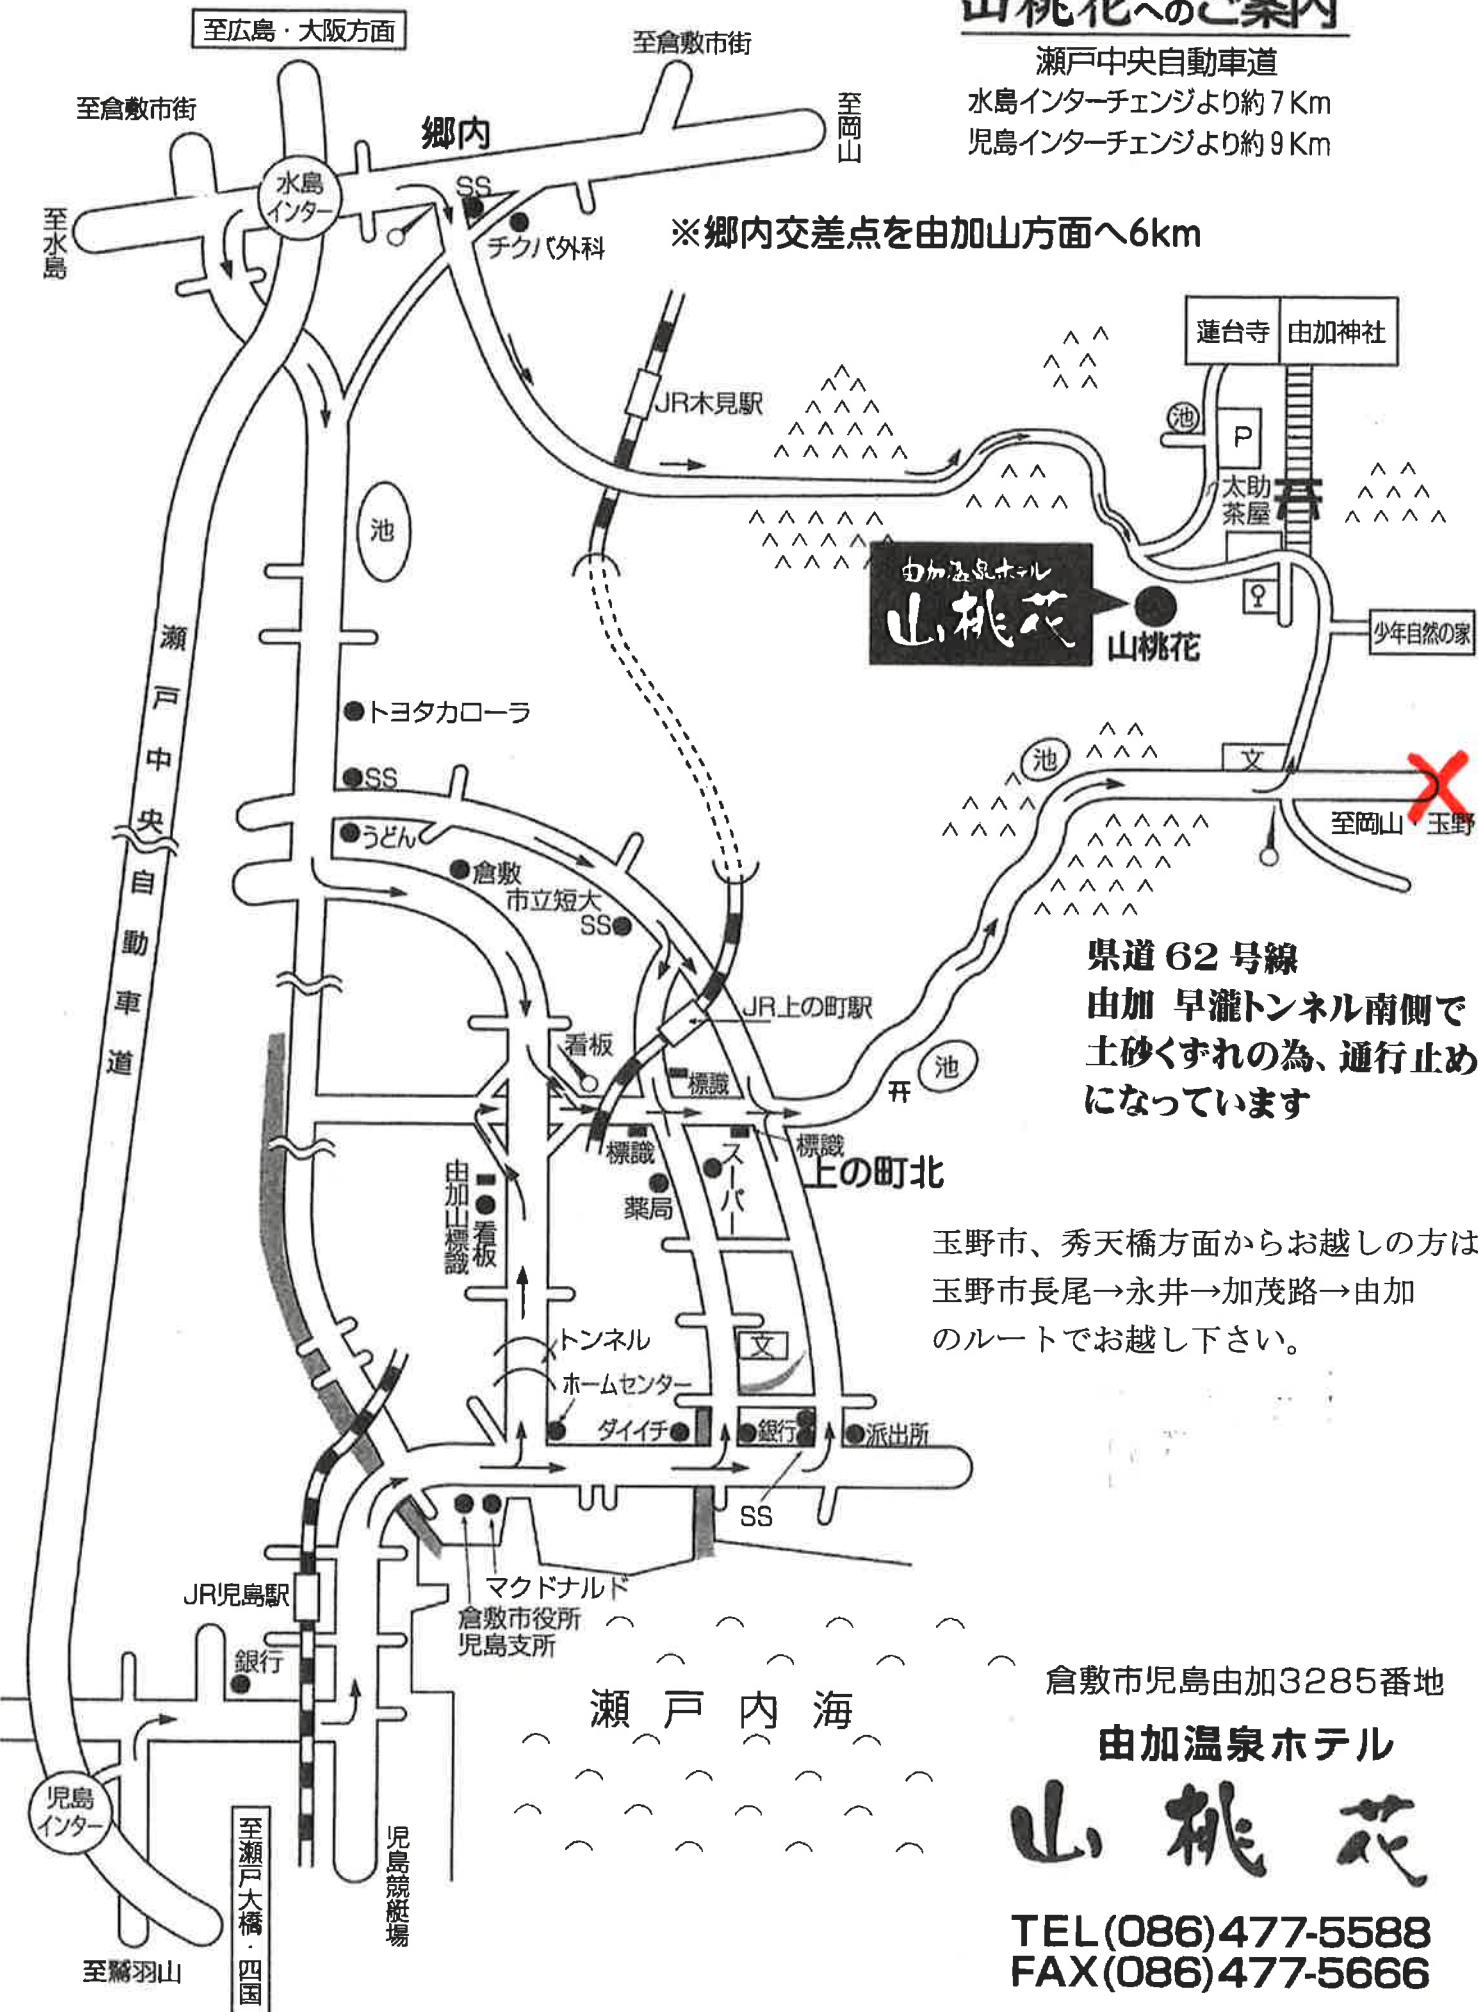 山桃花へのご案内
瀬戸中央自動車道
水島インターチェンジより約7Km
児島インターチェンジより約9Km
※郷内交差点を由加山方面へ6km
至広島・大阪方面
至倉敷市街
至倉敷市街
郷内
至岡山
水島
インター
至水島
SS
チクバ外科
JR木見駅
蓮台寺
由加神社
池
P
太助
茶屋
池
由加温泉ホテル
山桃花
山桃花
少年自然の家
瀬戸中央自動車道
トヨタカローラ
SS
うどん
倉敷
市立短大
SS
池
文
至岡山・玉野
県道62号線
由加 早瀧トンネル南側で
土砂くずれの為、通行止め
になっています
JR上の町駅
看板
標識
池
標識
標識
上の町北
スーパー
薬局
由加山標識
看板
玉野市、秀天橋方面からお越しの方は
玉野市長尾→永井→加茂路→由加
のルートでお越し下さい。
トンネル
文
ホームセンター
ダイイチ
銀行
派出所
SS
マクドナルド
倉敷市役所
児島支所
JR児島駅
銀行
瀬戸内海
児島
インター
至瀬戸大橋・四国
児島競艇場
至鷲羽山
倉敷市児島由加3285番地
由加温泉ホテル
山桃花
TEL(086)477-5588
FAX(086)477-5666